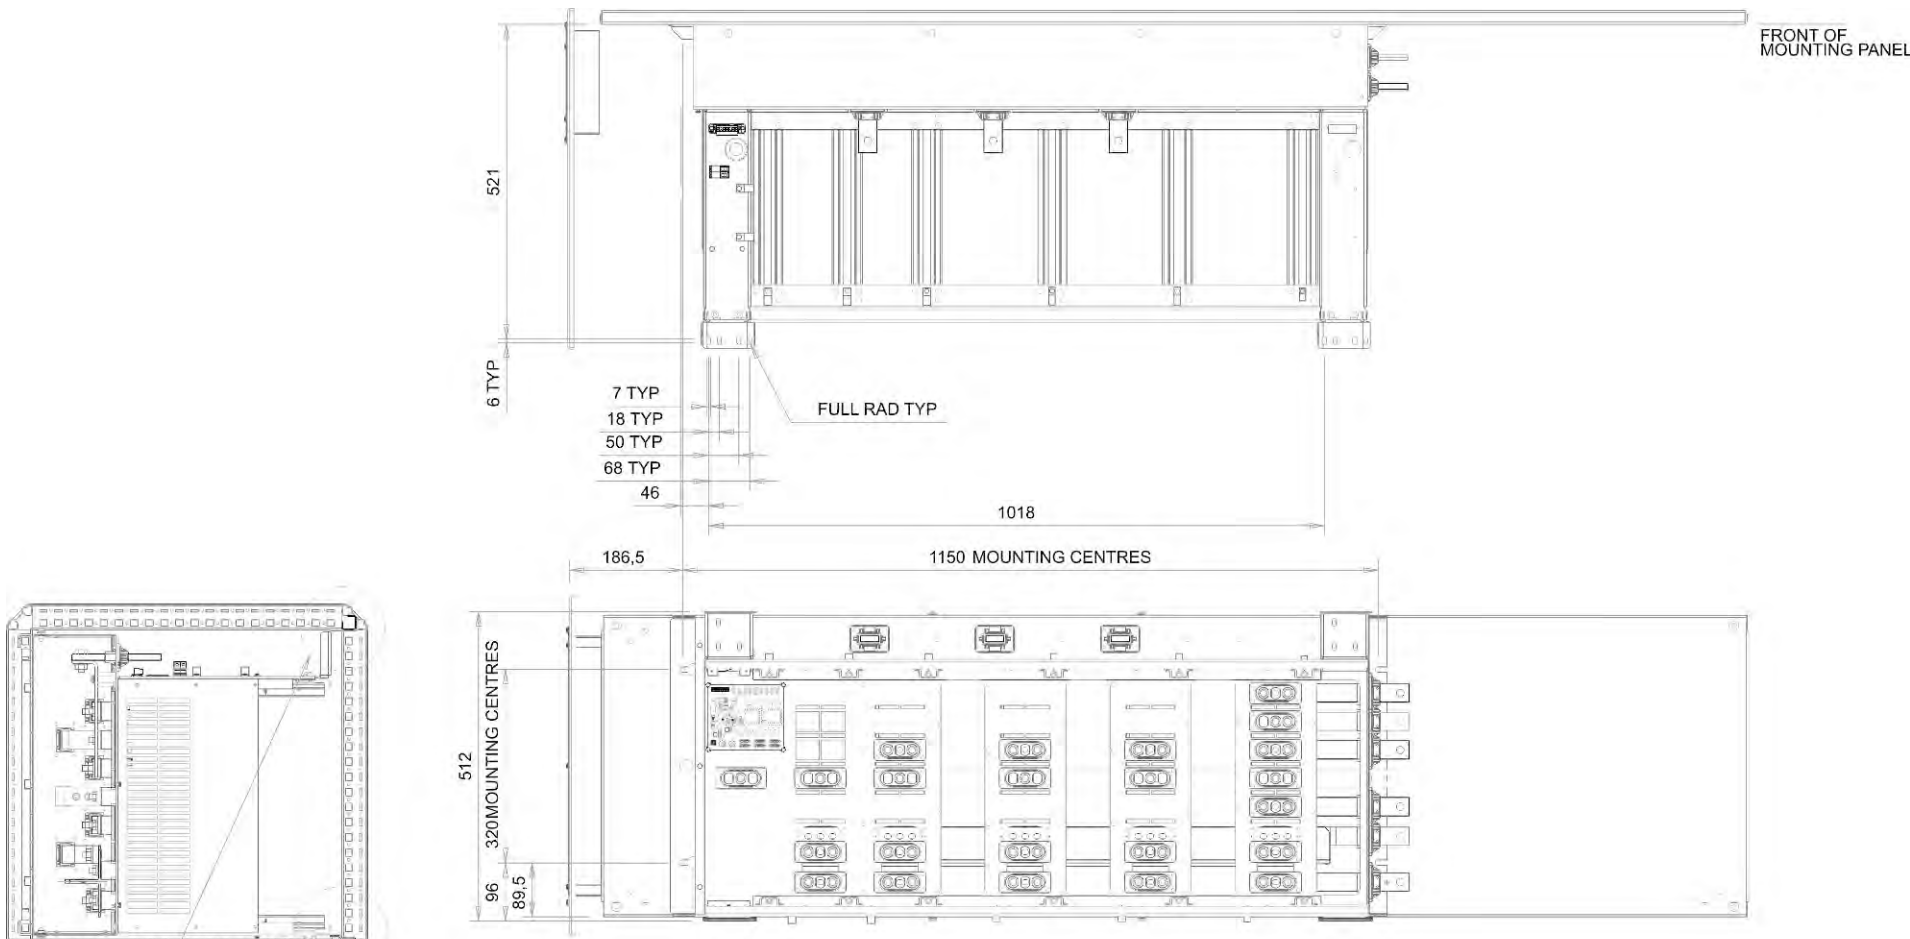 FRONT OF
MOUNTING PANEL
521
6 TYP
7 TYP
18 TYP
50 TYP
68 TYP
46
FULL RAD TYP
1018
186,5
1150 MOUNTING CENTRES
512
320MOUNTING CENTRES
96
89,5